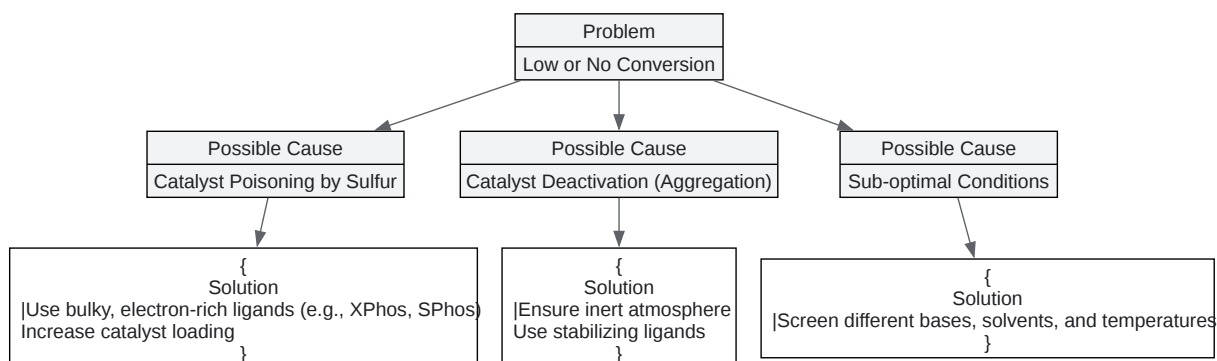 Problem
Low or No Conversion
Possible Cause
Catalyst Poisoning by Sulfur
Possible Cause
Catalyst Deactivation (Aggregation)
Possible Cause
Sub-optimal Conditions
{
Solution
|Use bulky, electron-rich ligands (e.g., XPhos, SPhos)
Increase catalyst loading
}
{
Solution
|Ensure inert atmosphere
Use stabilizing ligands
}
{
Solution
|Screen different bases, solvents, and temperatures
}